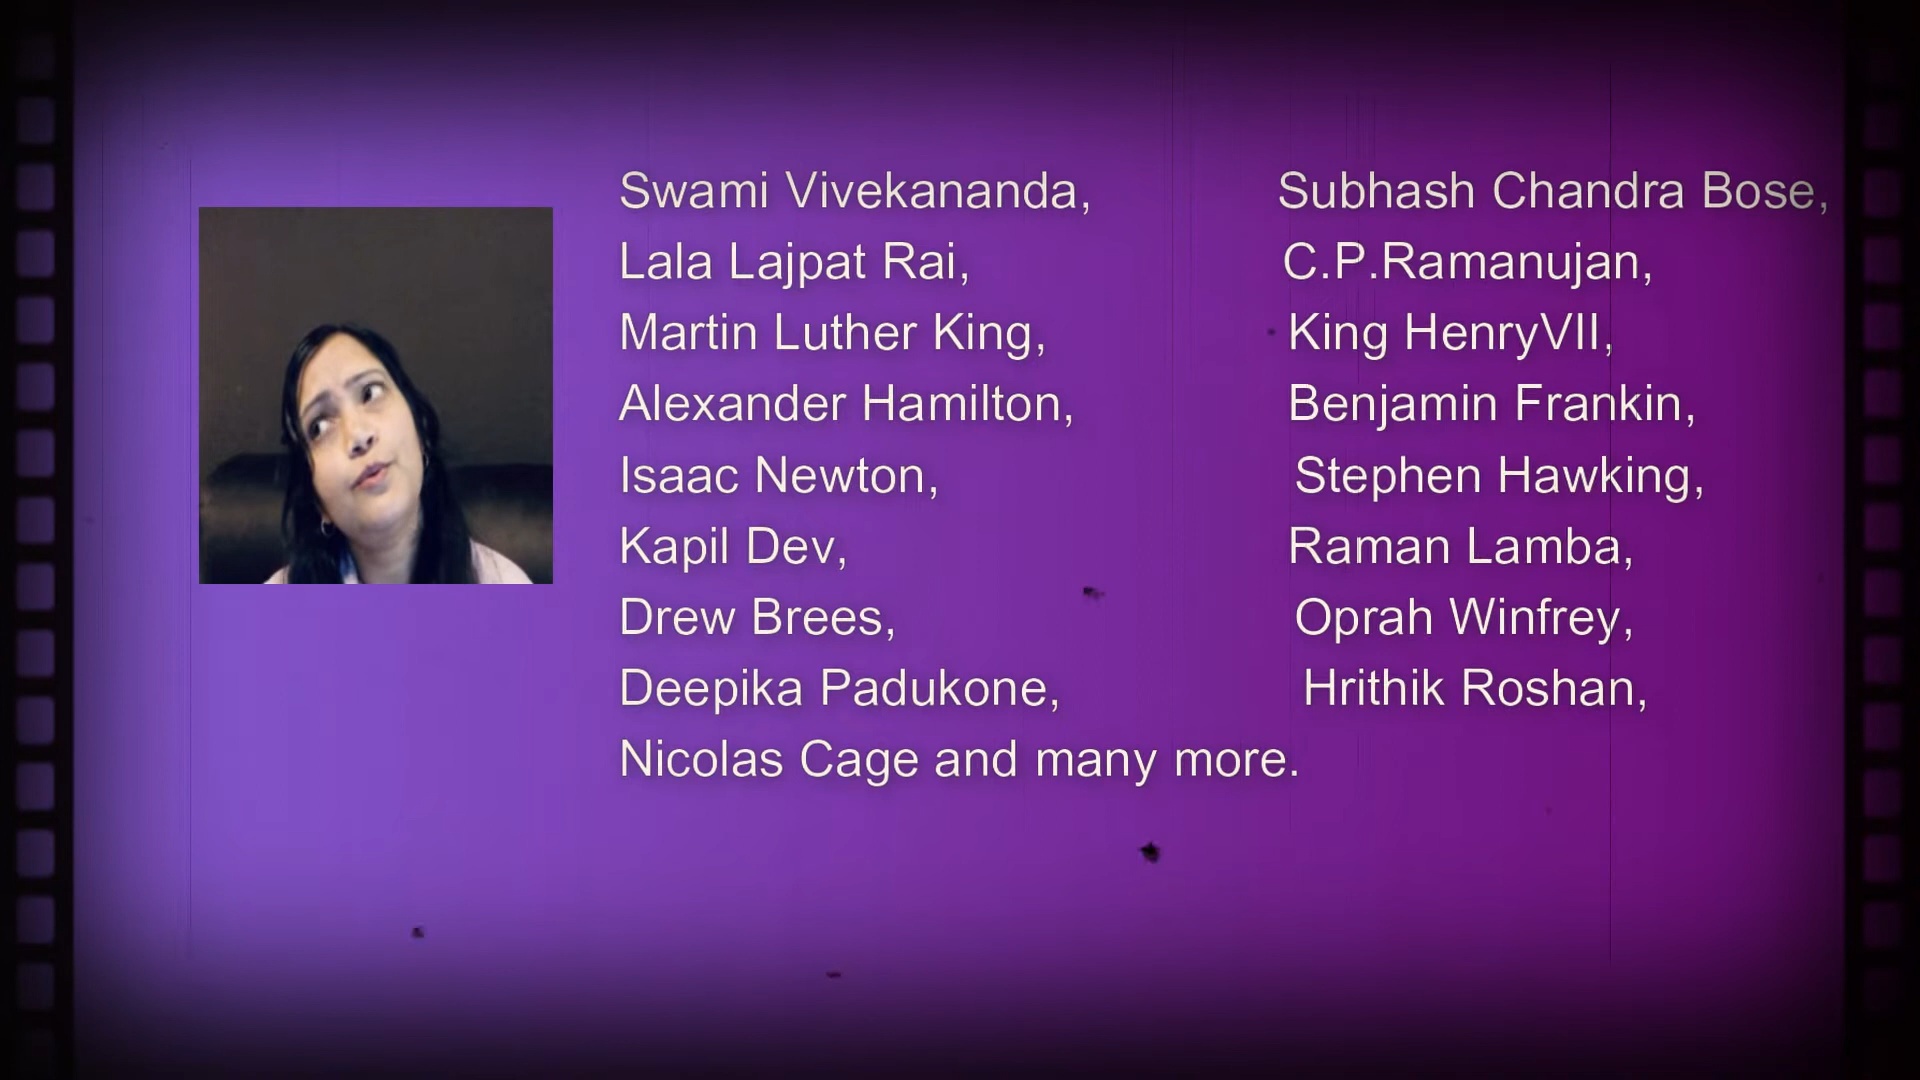 Swami Vivekananda, Subhash Chandra Bose,
Lala Lajpat Rai, C.P.Ramanujan,
Martin Luther King, King HenryVII,
Alexander Hamilton, Benjamin Frankin,
Isaac Newton, Stephen Hawking,
Kapil Dev, Raman Lamba,
Drew Brees, Oprah Winfrey,
Deepika Padukone, Hrithik Roshan,
Nicolas Cage and many more.